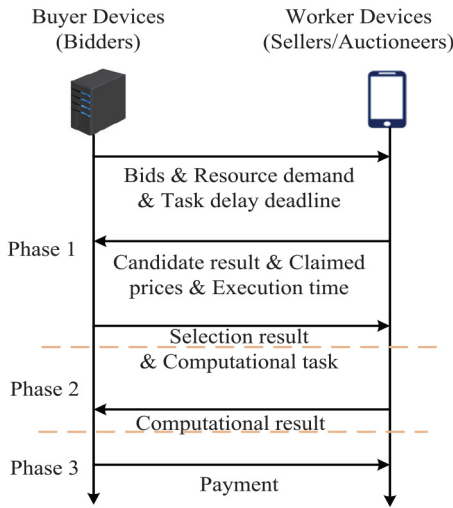 Buyer Devices
(Bidders)
Worker Devices
(Sellers/Auctioneers)
Bids & Resource demand
& Task delay deadline
Phase 1
Candidate result & Claimed
prices & Execution time
Selection result
& Computational task
Phase 2
Computational result
Phase 3
Payment